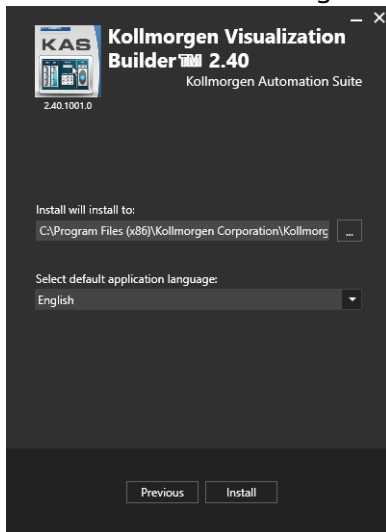 KAS
Kollmorgen Visualization
Builder™ 2.40
Kollmorgen Automation Suite
2.40.1001.0
Install will install to:
C:\Program Files (x86)\Kollmorgen Corporation\Kollmorg
...
Select default application language:
English
Previous
Install